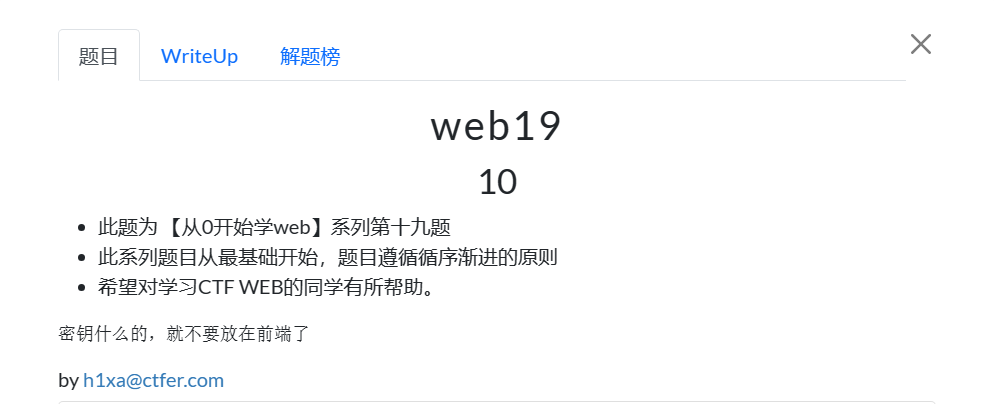 题目 WriteUp 解题榜
web19
10
此题为 【从0开始学web】系列第十九题
此系列题目从最基础开始，题目遵循循序渐进的原则
希望对学习CTF WEB的同学有所帮助。
密钥什么的，就不要放在前端了
by h1xa@ctfer.com